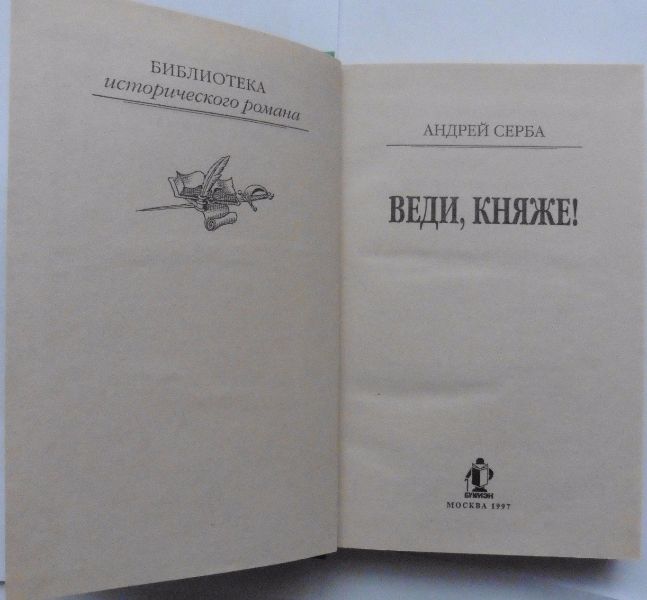 БИБЛИОТЕКА
исторического романа
АНДРЕЙ СЕРБА
ВЕДИ, КНЯЖЕ!
БУКМЭН
МОСКВА 1997